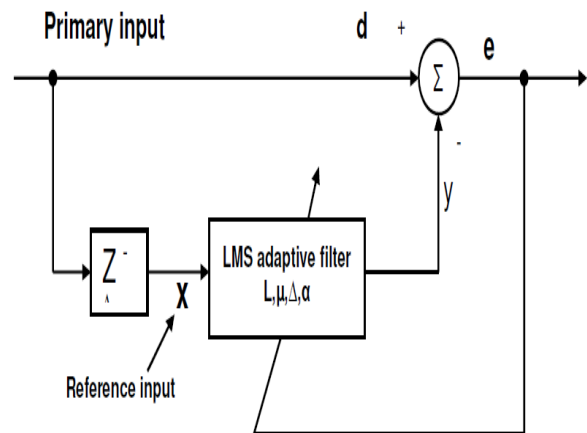 Primary input
d
+
e
Σ
-
y
Z -
X
LMS adaptive filter
L,μ,Δ,α
Reference input